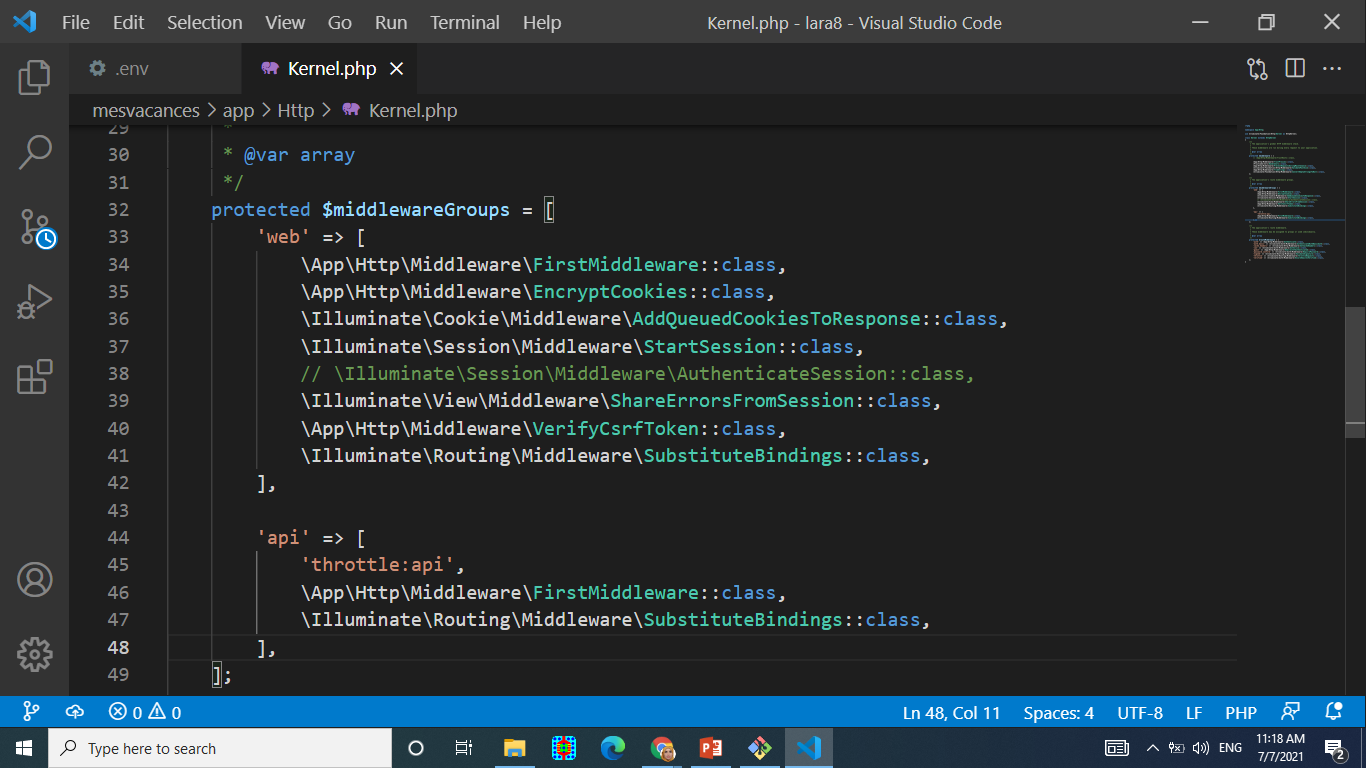 File Edit Selection View Go Run Terminal Help Kernel.php - lara8 - Visual Studio Code
.env Kernel.php
mesvacances > app > Http > Kernel.php
29 *
30 * @var array
31 */
32 protected $middlewareGroups = [
33 'web' => [
34 \App\Http\Middleware\FirstMiddleware::class,
35 \App\Http\Middleware\EncryptCookies::class,
36 \Illuminate\Cookie\Middleware\AddQueuedCookiesToResponse::class,
37 \Illuminate\Session\Middleware\StartSession::class,
38 // \Illuminate\Session\Middleware\AuthenticateSession::class,
39 \Illuminate\View\Middleware\ShareErrorsFromSession::class,
40 \App\Http\Middleware\VerifyCsrfToken::class,
41 \Illuminate\Routing\Middleware\SubstituteBindings::class,
42 ],
43
44 'api' => [
45 'throttle:api',
46 \App\Http\Middleware\FirstMiddleware::class,
47 \Illuminate\Routing\Middleware\SubstituteBindings::class,
48 ],
49 ];
0 0 Ln 48, Col 11 Spaces: 4 UTF-8 LF PHP
Type here to search ENG 11:18 AM
7/7/2021 2